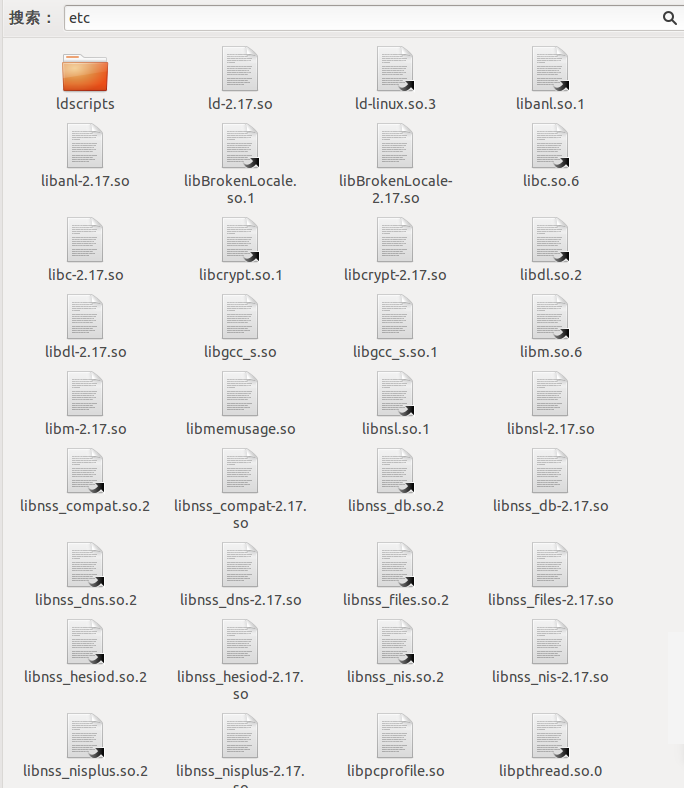 搜索：
etc
ldscripts
ld-2.17.so
ld-linux.so.3
libanl.so.1
libanl-2.17.so
libBrokenLocale.
so.1
libBrokenLocale-
2.17.so
libc.so.6
libc-2.17.so
libcrypt.so.1
libcrypt-2.17.so
libdl.so.2
libdl-2.17.so
libgcc_s.so
libgcc_s.so.1
libm.so.6
libm-2.17.so
libmemusage.so
libnsl.so.1
libnsl-2.17.so
libnss_compat.so.2
libnss_compat-2.17.
so
libnss_db.so.2
libnss_db-2.17.so
libnss_dns.so.2
libnss_dns-2.17.so
libnss_files.so.2
libnss_files-2.17.so
libnss_hesiod.so.2
libnss_hesiod-2.17.
so
libnss_nis.so.2
libnss_nis-2.17.so
libnss_nisplus.so.2
libnss_nisplus-2.17.
so
libpcprofile.so
libpthread.so.0